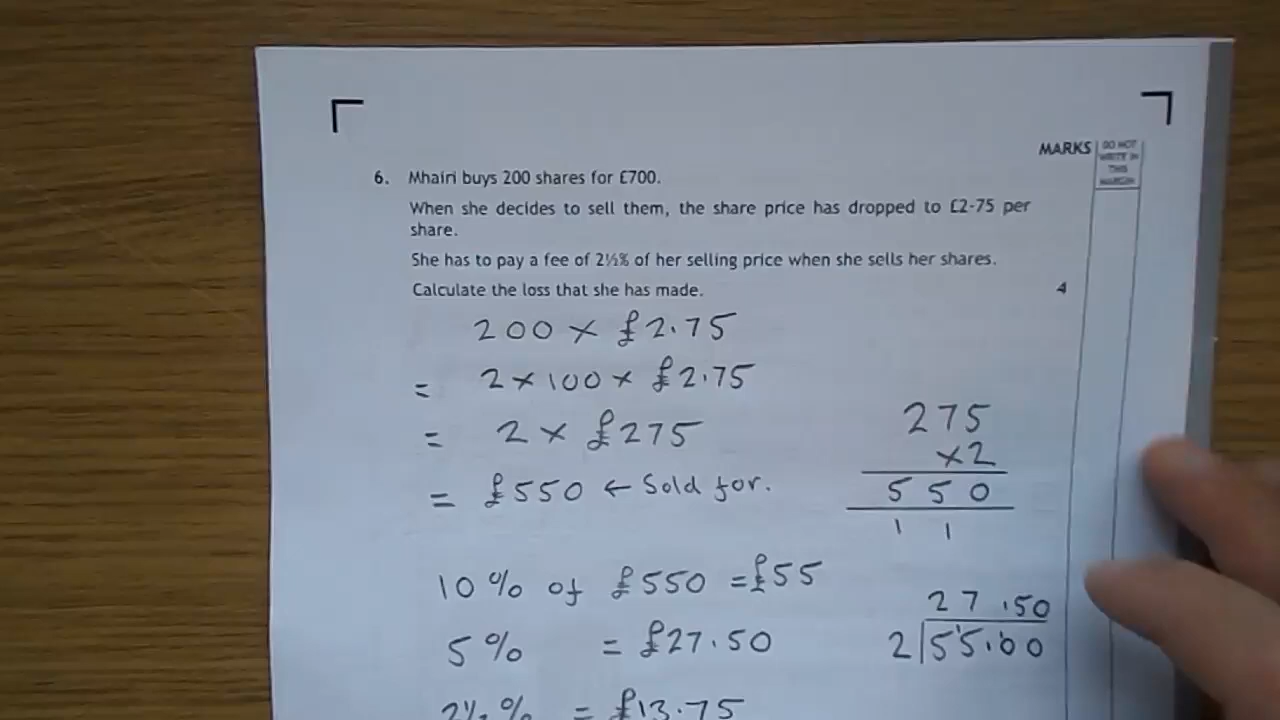 MARKS
DO NOT
WRITE IN
THIS
MARGIN
6. Mhairi buys 200 shares for £700.
When she decides to sell them, the share price has dropped to £2·75 per
share.
She has to pay a fee of 2½% of her selling price when she sells her shares.
Calculate the loss that she has made. 4
200 × £2.75
= 2 × 100 × £2.75
= 2 × £275
= £550 ← Sold for.
275
×2
550
1 1
10% of £550 = £55
5% = £27.50
2½% = £13.75
27.50
2 55.00